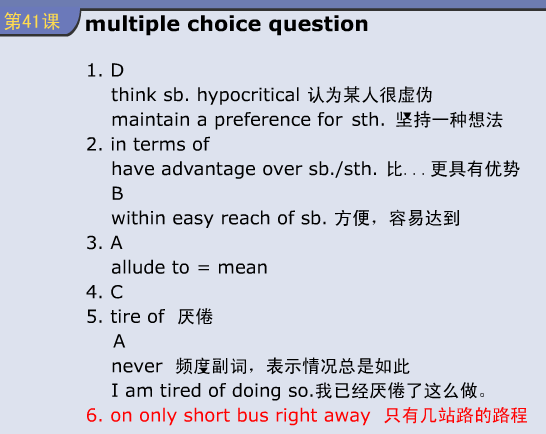 第41课
multiple choice question
1. D
think sb. hypocritical 认为某人很虚伪
maintain a preference for sth. 坚持一种想法
2. in terms of
have advantage over sb./sth. 比...更具有优势
B
within easy reach of sb. 方便，容易达到
3. A
allude to = mean
4. C
5. tire of 厌倦
A
never 频度副词，表示情况总是如此
I am tired of doing so.我已经厌倦了这么做。
6. on only short bus right away 只有几站路的路程